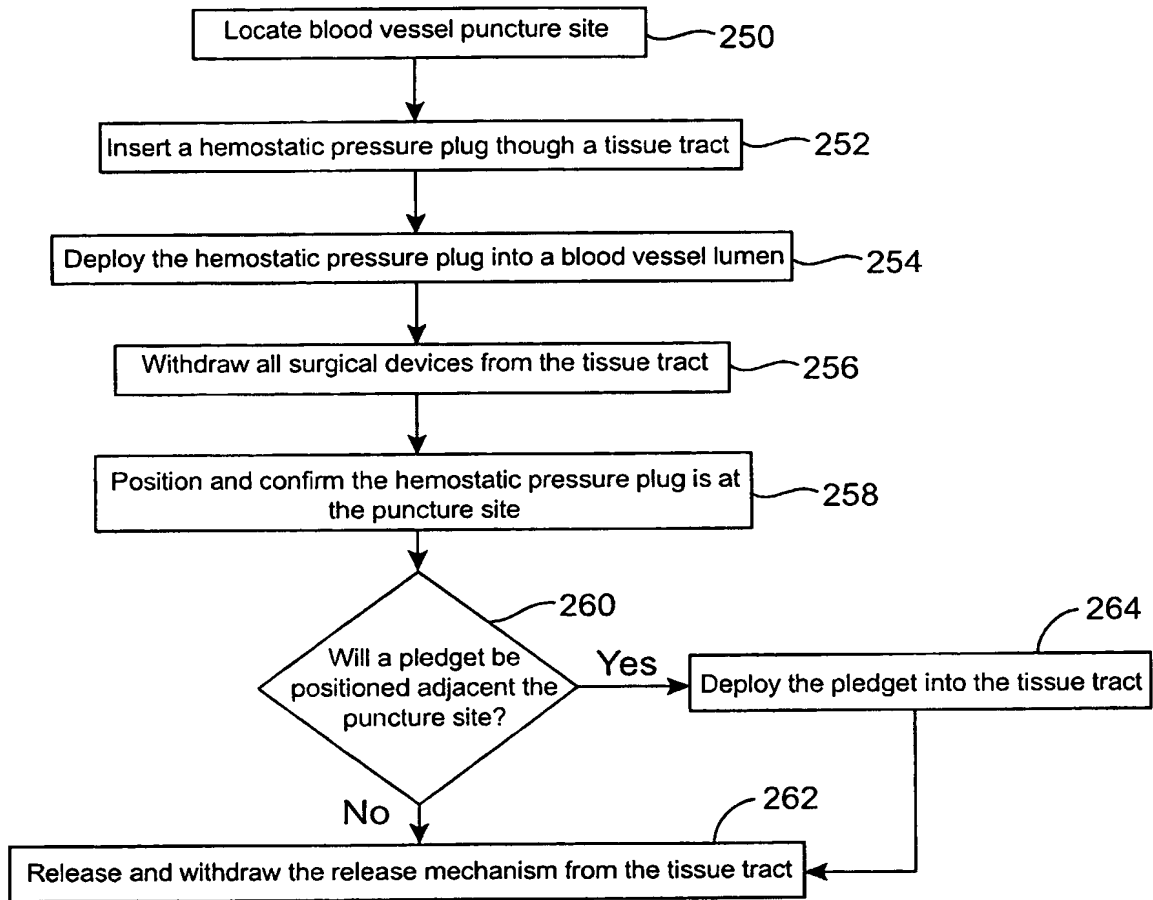 Locate blood vessel puncture site
250
Insert a hemostatic pressure plug though a tissue tract
252
Deploy the hemostatic pressure plug into a blood vessel lumen
254
Withdraw all surgical devices from the tissue tract
256
Position and confirm the hemostatic pressure plug is at
the puncture site
258
260
Will a pledget be
positioned adjacent the
puncture site?
Yes
264
Deploy the pledget into the tissue tract
No
262
Release and withdraw the release mechanism from the tissue tract